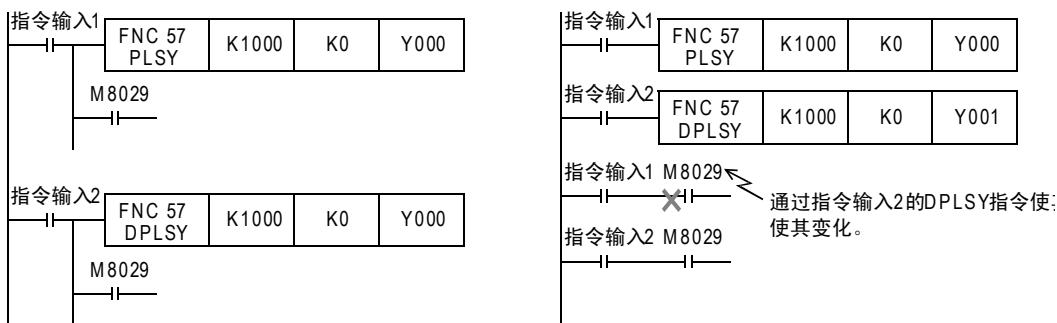 指令输入1
FNC 57
PLSY
K1000
K0
Y000
M8029
指令输入2
FNC 57
DPLSY
K1000
K0
Y000
M8029
指令输入1
FNC 57
PLSY
K1000
K0
Y000
指令输入2
FNC 57
DPLSY
K1000
K0
Y001
指令输入1 M8029
通过指令输入2的DPLSY指令使
使其变化。
指令输入2 M8029